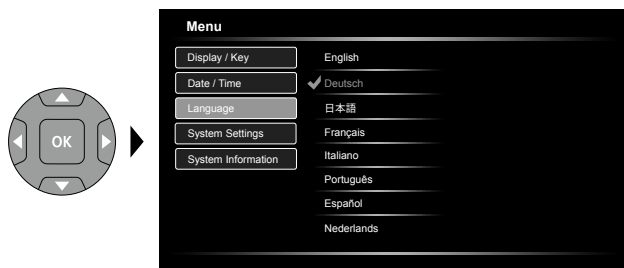 OK
Menu
Display / Key
Date / Time
Language
System Settings
System Information
English
Deutsch
日本語
Français
Italiano
Português
Español
Nederlands